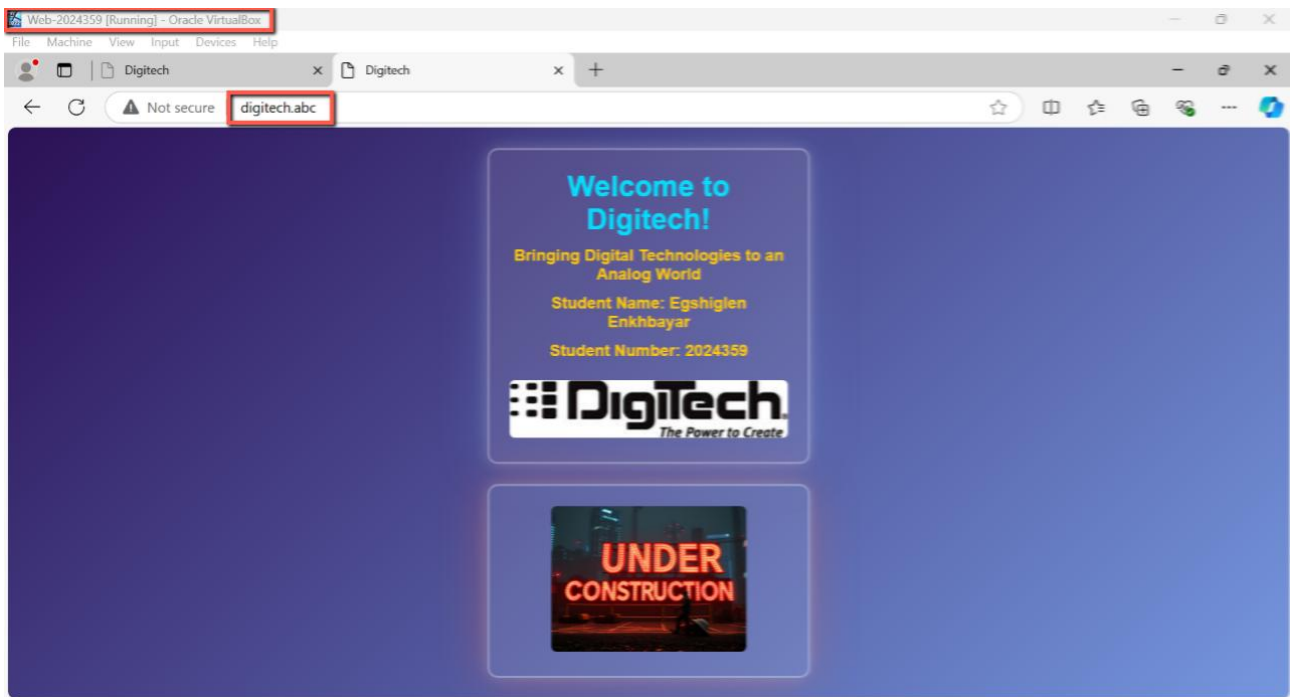 Web-2024359 [Running] - Oracle VirtualBox
File Machine View Input Devices Help
Digitech
Digitech
Not secure digitech.abc
Welcome to
Digitech!
Bringing Digital Technologies to an
Analog World
Student Name: Egshiglen
Enkhbayar
Student Number: 2024359
DigiTech.
The Power to Create
UNDER
CONSTRUCTION